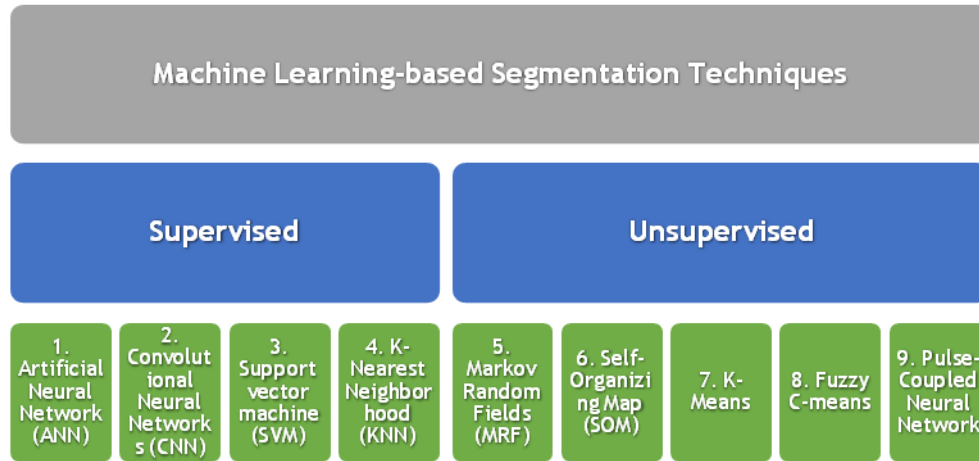 Machine Learning-based Segmentation Techniques
Supervised
Unsupervised
1.
Artificial
Neural
Network
(ANN)
2.
Convolut
ional
Neural
Network
s (CNN)
3.
Support
vector
machine
(SVM)
4. K-
Nearest
Neighbor
hood
(KNN)
5.
Markov
Random
Fields
(MRF)
6. Self-
Organizi
ng Map
(SOM)
7. K-
Means
8. Fuzzy
C-means
9. Pulse-
Coupled
Neural
Network